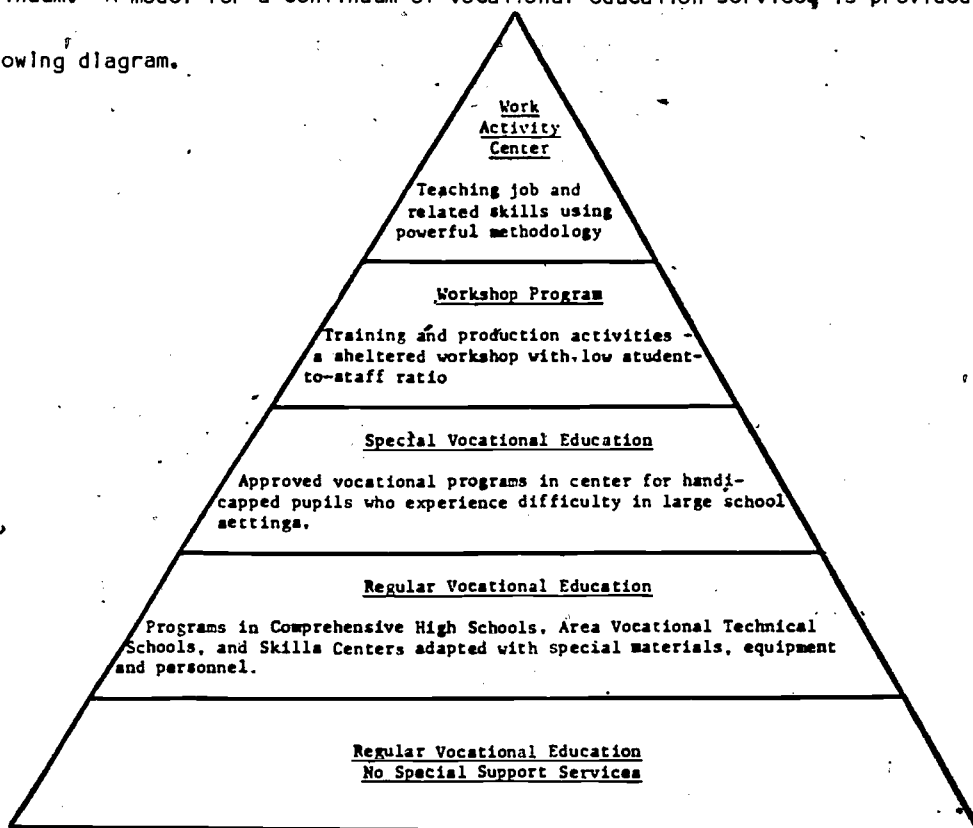 A model for a continuum of vocational education services is provided
owing diagram.
Work
Activity
Center
Teaching job and
related skills using
powerful methodology
Workshop Program
Training and production activities -
a sheltered workshop with low student-
to-staff ratio
Special Vocational Education
Approved vocational programs in center for handi-
capped pupils who experience difficulty in large school
settings.
Regular Vocational Education
Programs in Comprehensive High Schools, Area Vocational Technical
Schools, and Skills Centers adapted with special materials, equipment
and personnel.
Regular Vocational Education
No Special Support Services